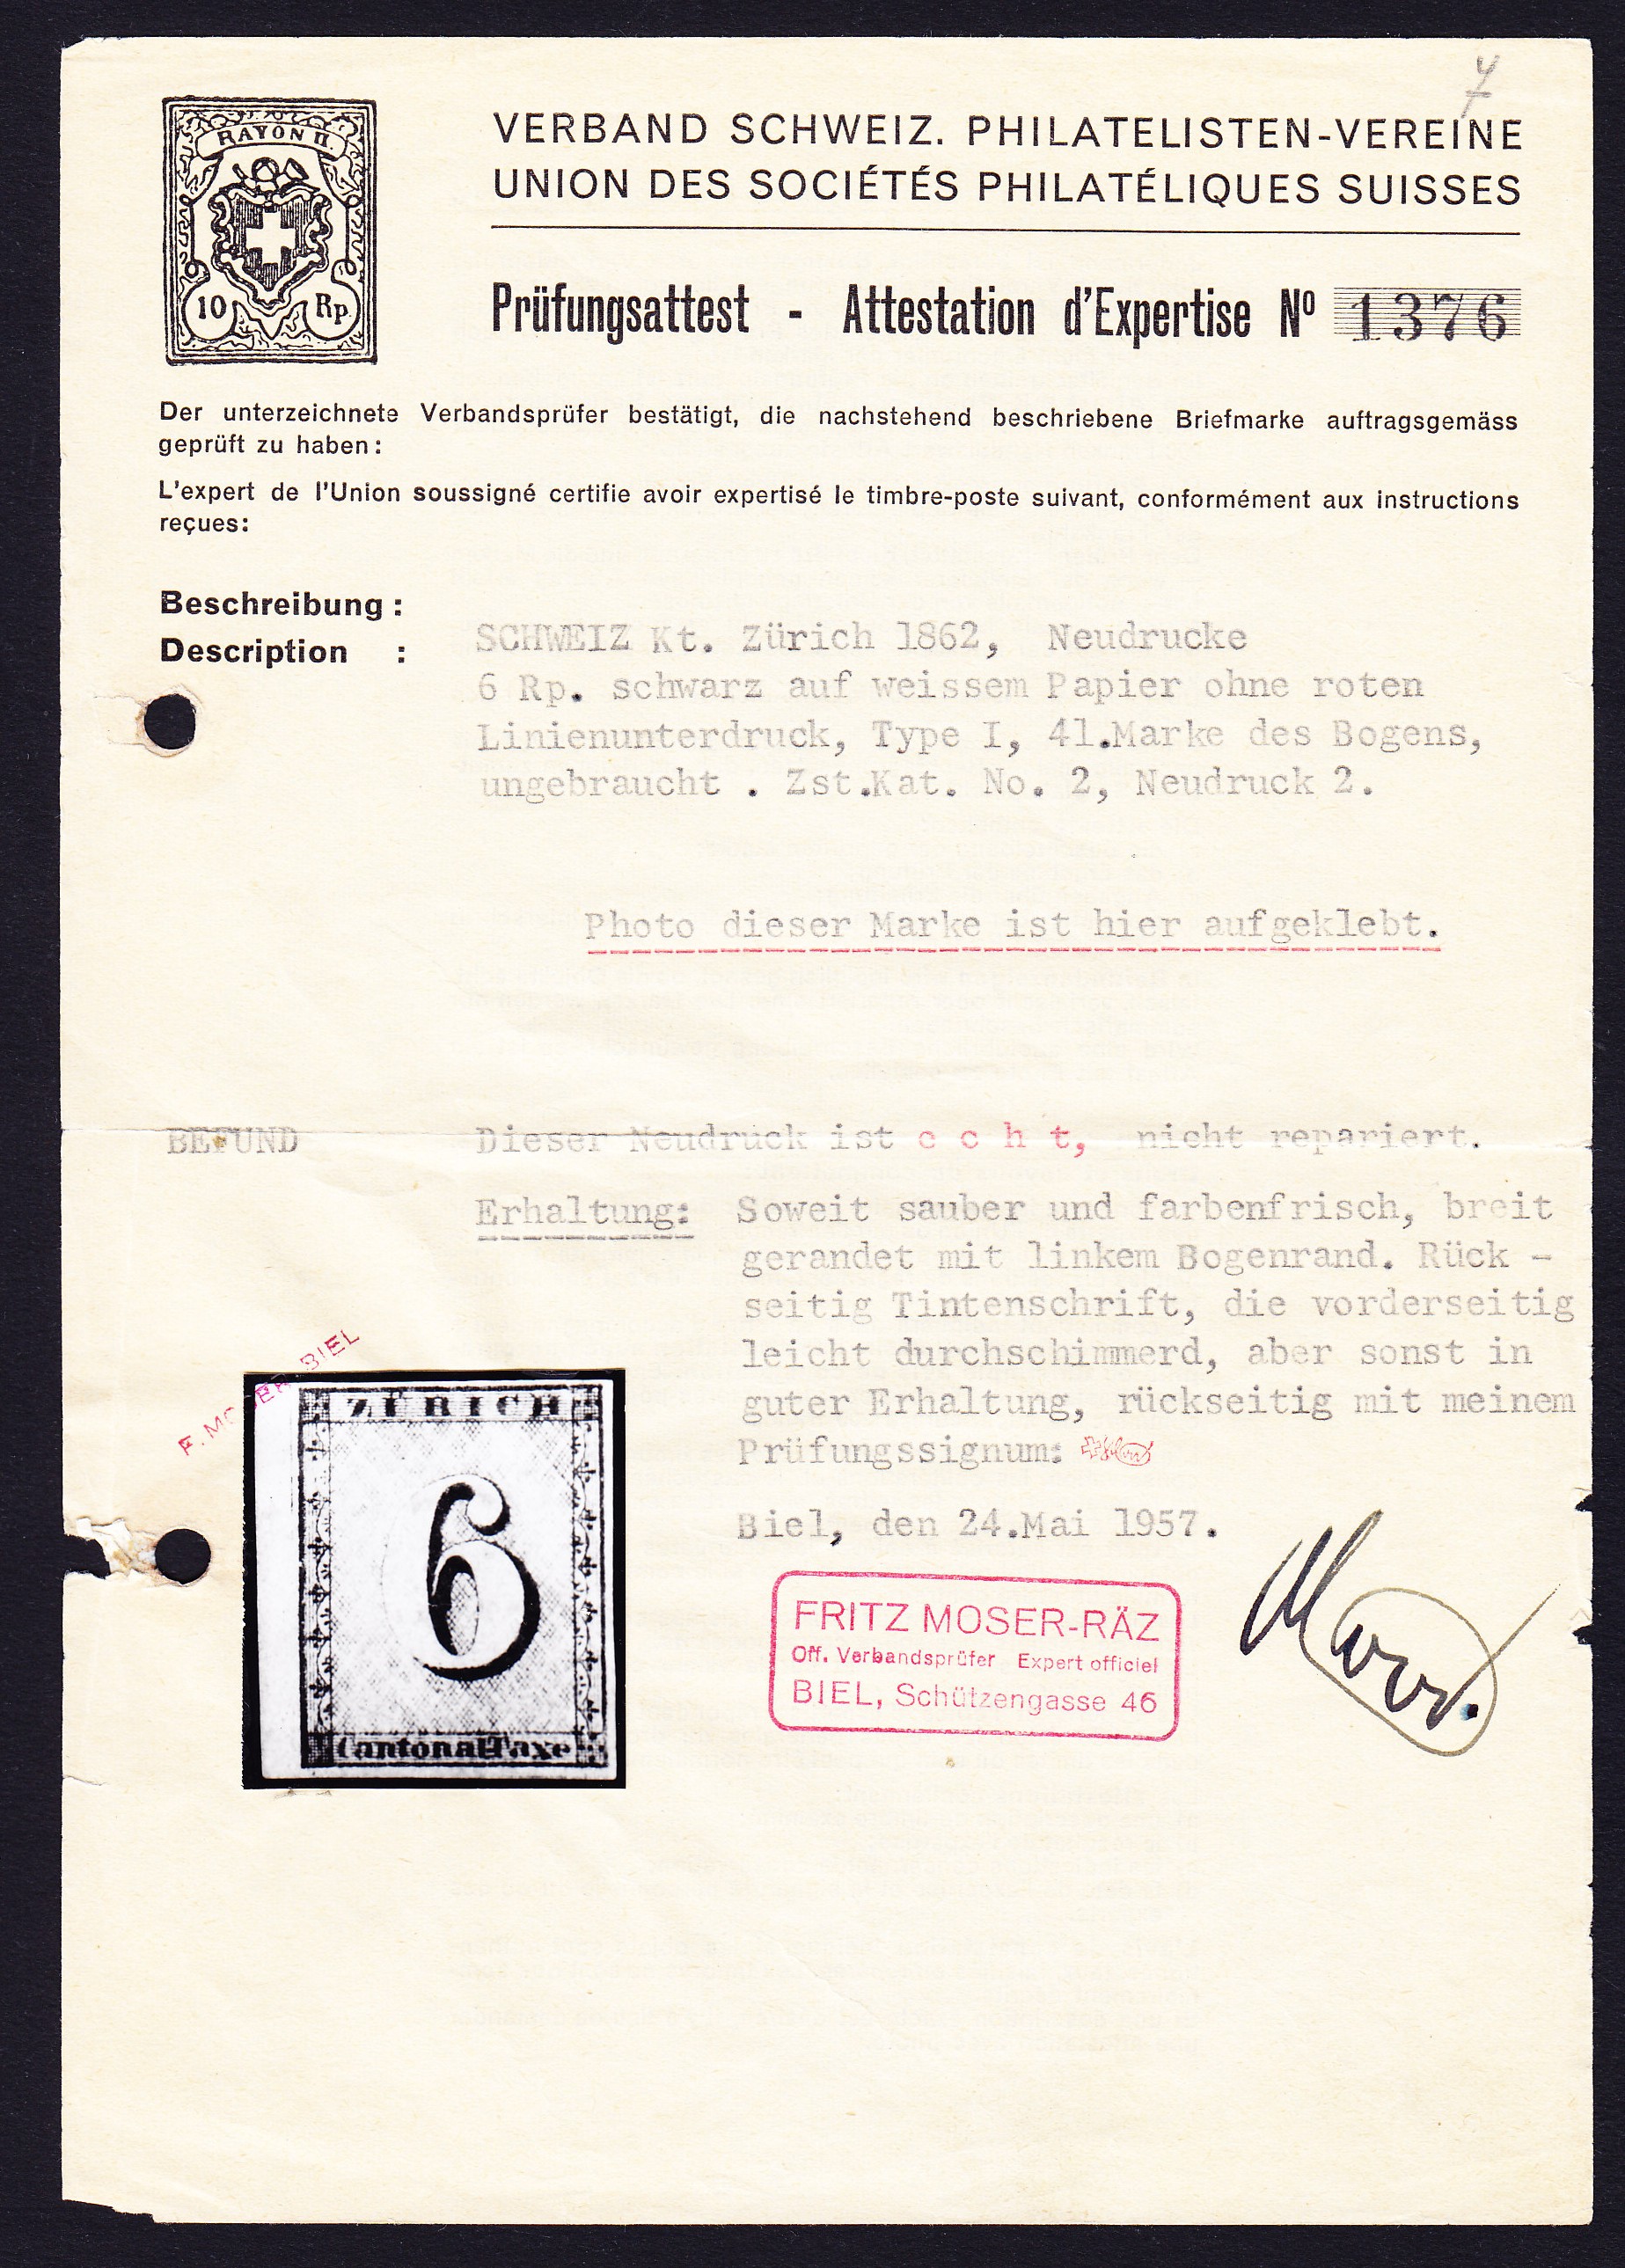 RAYON II.
10 Rp.
VERBAND SCHWEIZ. PHILATELISTEN-VEREINE
UNION DES SOCIÉTÉS PHILATÉLIQUES SUISSES
Prüfungsattest - Attestation d'Expertise Nº 1376
Der unterzeichnete Verbandsprüfer bestätigt, die nachstehend beschriebene Briefmarke auftragsgemäss
geprüft zu haben:
L'expert de l'Union soussigné certifie avoir expertisé le timbre-poste suivant, conformément aux instructions
reçues:
Beschreibung :
Description :
SCHWEIZ Kt. Zürich 1862, Neudrucke
6 Rp. schwarz auf weissem Papier ohne roten
Linienunterdruck, Type I, 41.Marke des Bogens,
ungebraucht . Zst.Kat. No. 2, Neudruck 2.
Photo dieser Marke ist hier aufgeklebt.
BEFUND Dieser Neudruck ist e c h t, nicht repariert.
Erhaltung: Soweit sauber und farbenfrisch, breit
gerandet mit linkem Bogenrand. Rück -
seitig Tintenschrift, die vorderseitig
leicht durchschimmerd, aber sonst in
guter Erhaltung, rückseitig mit meinem
Prüfungssignum:
Biel, den 24.Mai 1957.
F. MOSER BIEL
ZÜRICH
6
Cantonal-Taxe
FRITZ MOSER-RÄZ
Off. Verbandsprüfer Expert officiel
BIEL, Schützengasse 46
Moser.